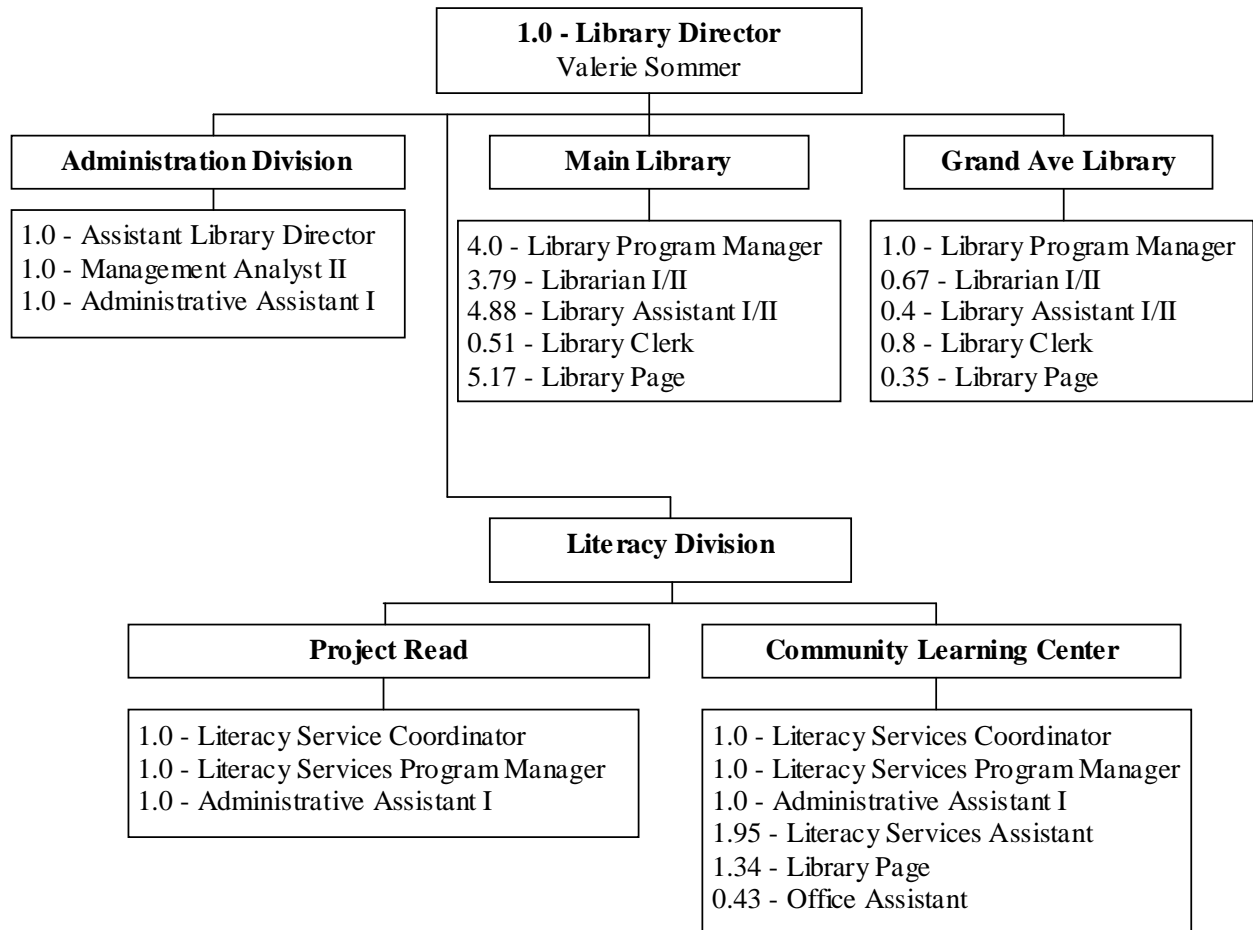 1.0 - Library Director
Valerie Sommer
Administration Division
1.0 - Assistant Library Director
1.0 - Management Analyst II
1.0 - Administrative Assistant I
Main Library
4.0 - Library Program Manager
3.79 - Librarian I/II
4.88 - Library Assistant I/II
0.51 - Library Clerk
5.17 - Library Page
Grand Ave Library
1.0 - Library Program Manager
0.67 - Librarian I/II
0.4 - Library Assistant I/II
0.8 - Library Clerk
0.35 - Library Page
Literacy Division
Project Read
1.0 - Literacy Service Coordinator
1.0 - Literacy Services Program Manager
1.0 - Administrative Assistant I
Community Learning Center
1.0 - Literacy Services Coordinator
1.0 - Literacy Services Program Manager
1.0 - Administrative Assistant I
1.95 - Literacy Services Assistant
1.34 - Library Page
0.43 - Office Assistant